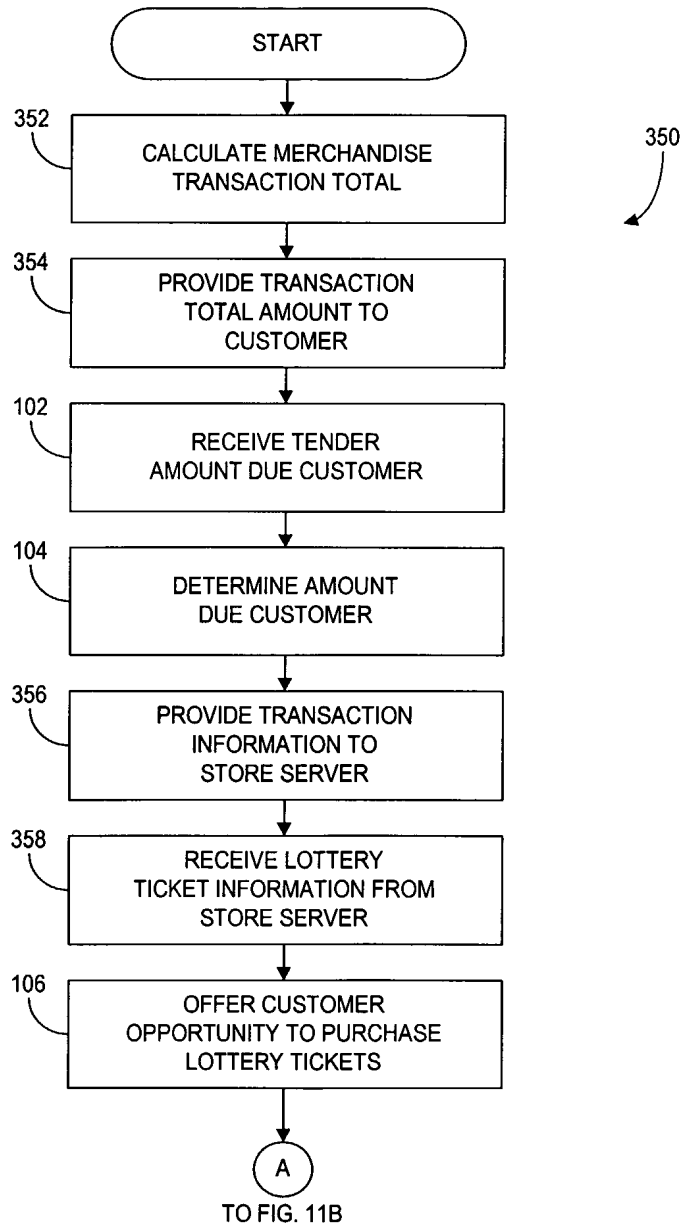 START
352
CALCULATE MERCHANDISE
TRANSACTION TOTAL
350
354
PROVIDE TRANSACTION
TOTAL AMOUNT TO
CUSTOMER
102
RECEIVE TENDER
AMOUNT DUE CUSTOMER
104
DETERMINE AMOUNT
DUE CUSTOMER
356
PROVIDE TRANSACTION
INFORMATION TO
STORE SERVER
358
RECEIVE LOTTERY
TICKET INFORMATION FROM
STORE SERVER
106
OFFER CUSTOMER
OPPORTUNITY TO PURCHASE
LOTTERY TICKETS
A
TO FIG. 11B